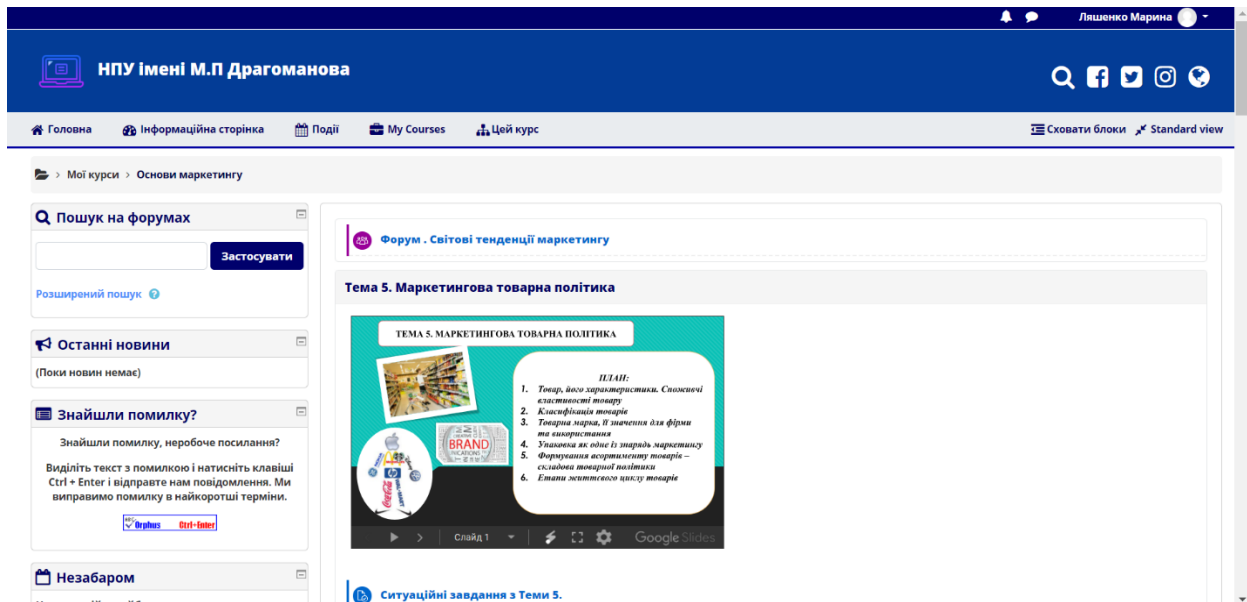 Ляшенко Марина
НПУ імені М.П Драгоманова
Головна
Інформаційна сторінка
Події
My Courses
Цей курс
Сховати блоки
Standard view
Мої курси > Основи маркетингу
Пошук на форумах
Застосувати
Розширений пошук
Останні новини
(Поки новин немає)
Знайшли помилку?
Знайшли помилку, неробоче посилання?
Виділіть текст з помилкою і натисніть клавіші
Ctrl + Enter і відправте нам повідомлення. Ми
виправимо помилку в найкоротші терміни.
Orphus Ctrl+Enter
Незабаром
Форум . Світові тенденції маркетингу
Тема 5. Маркетингова товарна політика
ТЕМА 5. МАРКЕТИНГОВА ТОВАРНА ПОЛІТИКА
ПЛАН:
1. Товар, його характеристики. Споживчі
властивості товару
2. Класифікація товарів
3. Товарна марка, її значення для фірми
та використання
4. Упаковка як одне із знарядь маркетингу
5. Формування асортименту товарів –
складова товарної політики
6. Етапи життєвого циклу товарів
BRAND
Слайд 1
Google Slides
Ситуаційні завдання з Теми 5.